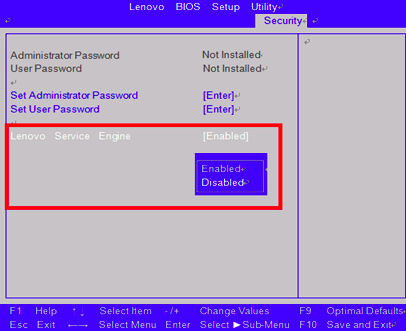 Lenovo BIOS Setup Utility
Security
Administrator Password Not Installed
User Password Not Installed
Set Administrator Password [Enter]
Set User Password [Enter]
Lenovo Service Engine [Enabled]
Enabled
Disabled
F1 Help ↑↓ Select Item -/+ Change Values F9 Optimal Defaults
Esc Exit ←→ Select Menu Enter Select ►Sub-Menu F10 Save and Exit